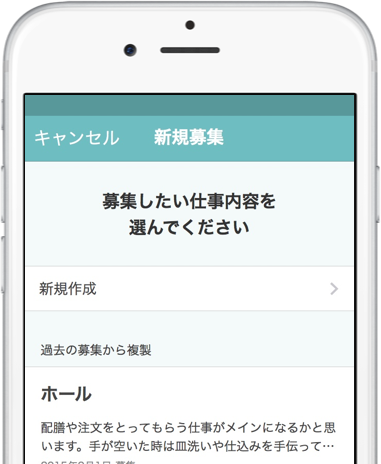 キャンセル 新規募集
募集したい仕事内容を
選んでください
新規作成
過去の募集から複製
ホール
配膳や注文をとってもらう仕事がメインになるかと思
います。手が空いた時は皿洗いや仕込みを手伝って…